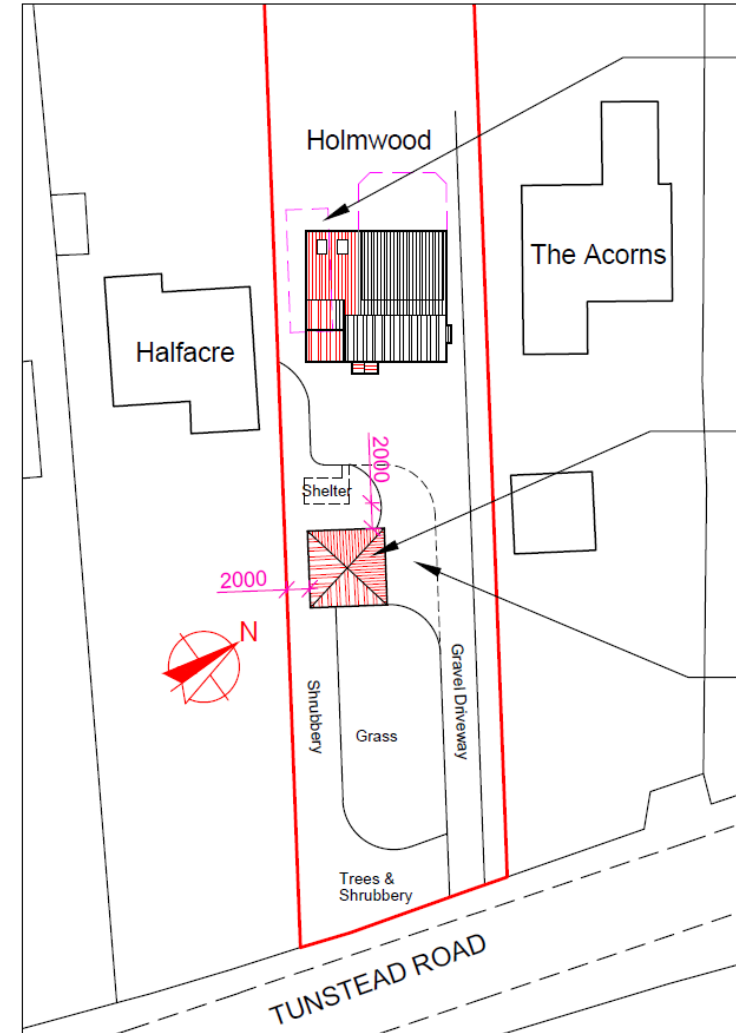 Holmwood
The Acorns
Halfacre
2000
Shelter
2000
N
Shrubbery
Grass
Gravel Driveway
Trees &
Shrubbery
TUNSTEAD ROAD